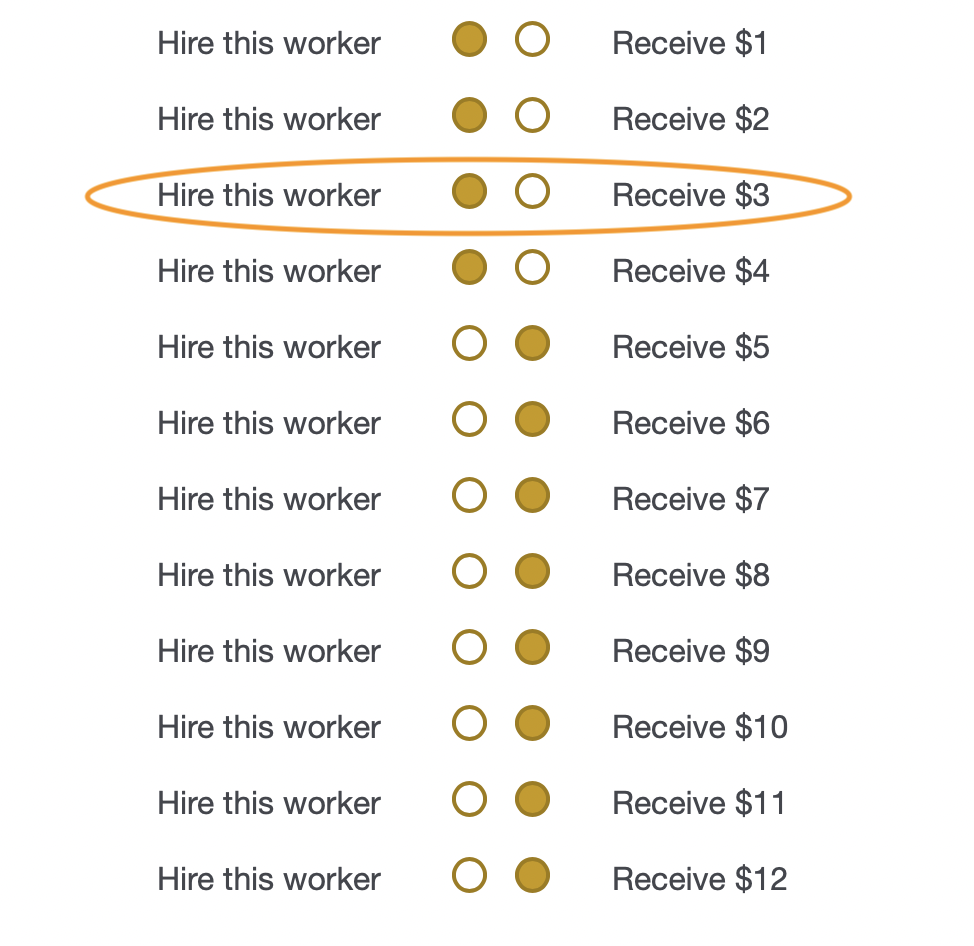 Hire this worker Receive $1
Hire this worker Receive $2
Hire this worker Receive $3
Hire this worker Receive $4
Hire this worker Receive $5
Hire this worker Receive $6
Hire this worker Receive $7
Hire this worker Receive $8
Hire this worker Receive $9
Hire this worker Receive $10
Hire this worker Receive $11
Hire this worker Receive $12